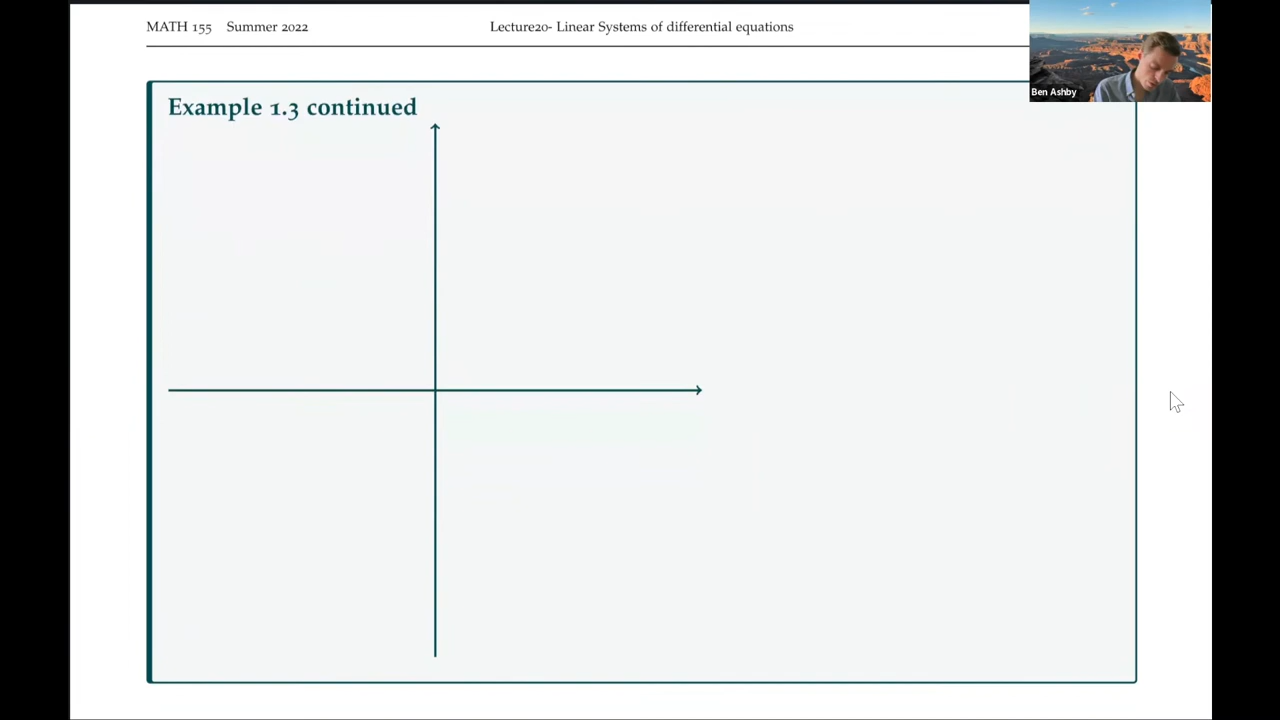 MATH 155 Summer 2022 Lecture20- Linear Systems of differential equations
Ben Ashby
Example 1.3 continued